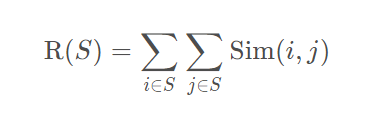 R(S) = ∑_{i∈S} ∑_{j∈S} Sim(i, j)